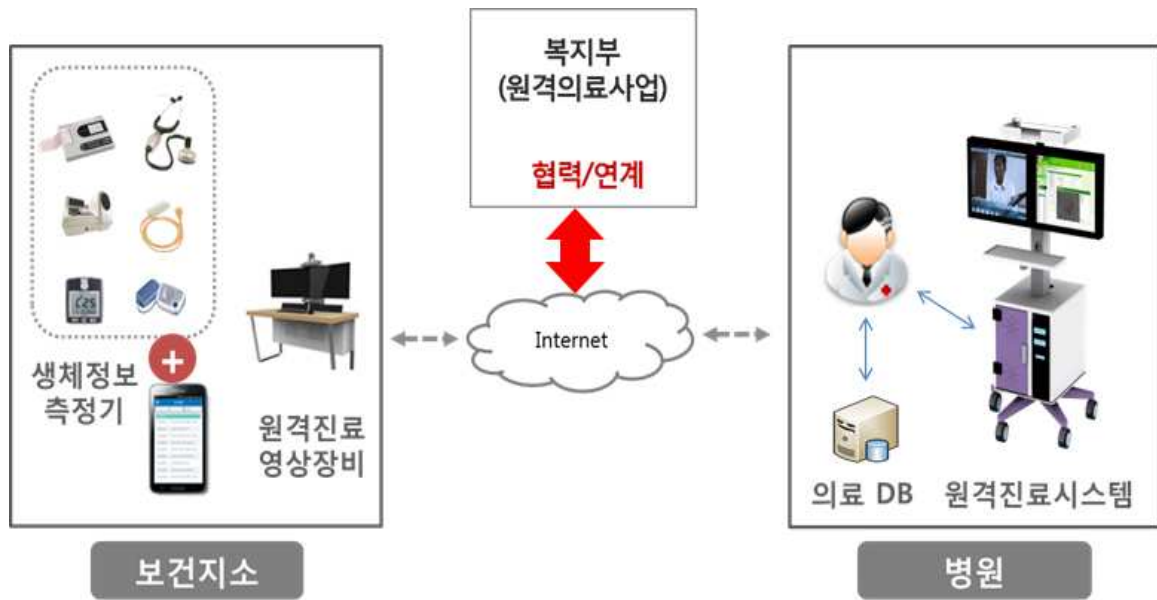 복지부
(원격의료사업)
협력/연계
Internet
생체정보
측정기
원격진료
영상장비
의료 DB
원격진료시스템
보건지소
병원